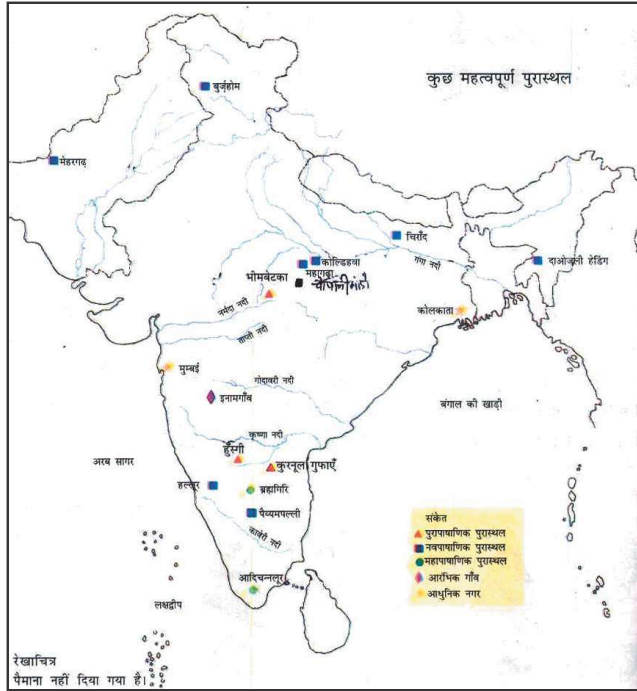 कुछ महत्वपूर्ण पुरास्थल
बुर्ज़होम
मेहरगढ़
चिराँद
कोल्डिहवा
महागढ़ा
गंगा नदी
दाओजली हेडिंग
भीमबेटका
नर्मदा नदी
ताप्ती नदी
कोलकाता
मुम्बई
इनामगाँव
गोदावरी नदी
बंगाल की खाड़ी
कृष्णा नदी
अरब सागर
हुँस्गी
कुरनूल गुफाएँ
हल्लूर
ब्रह्मगिरि
पैय्यमपल्ली
कावेरी नदी
संकेत
पुरापाषाणिक पुरास्थल
नवपाषाणिक पुरास्थल
महापाषाणिक पुरास्थल
आरंभिक गाँव
आधुनिक नगर
आदिचन्नलूर
लक्षद्वीप
रेखाचित्र
पैमाना नहीं दिया गया है।